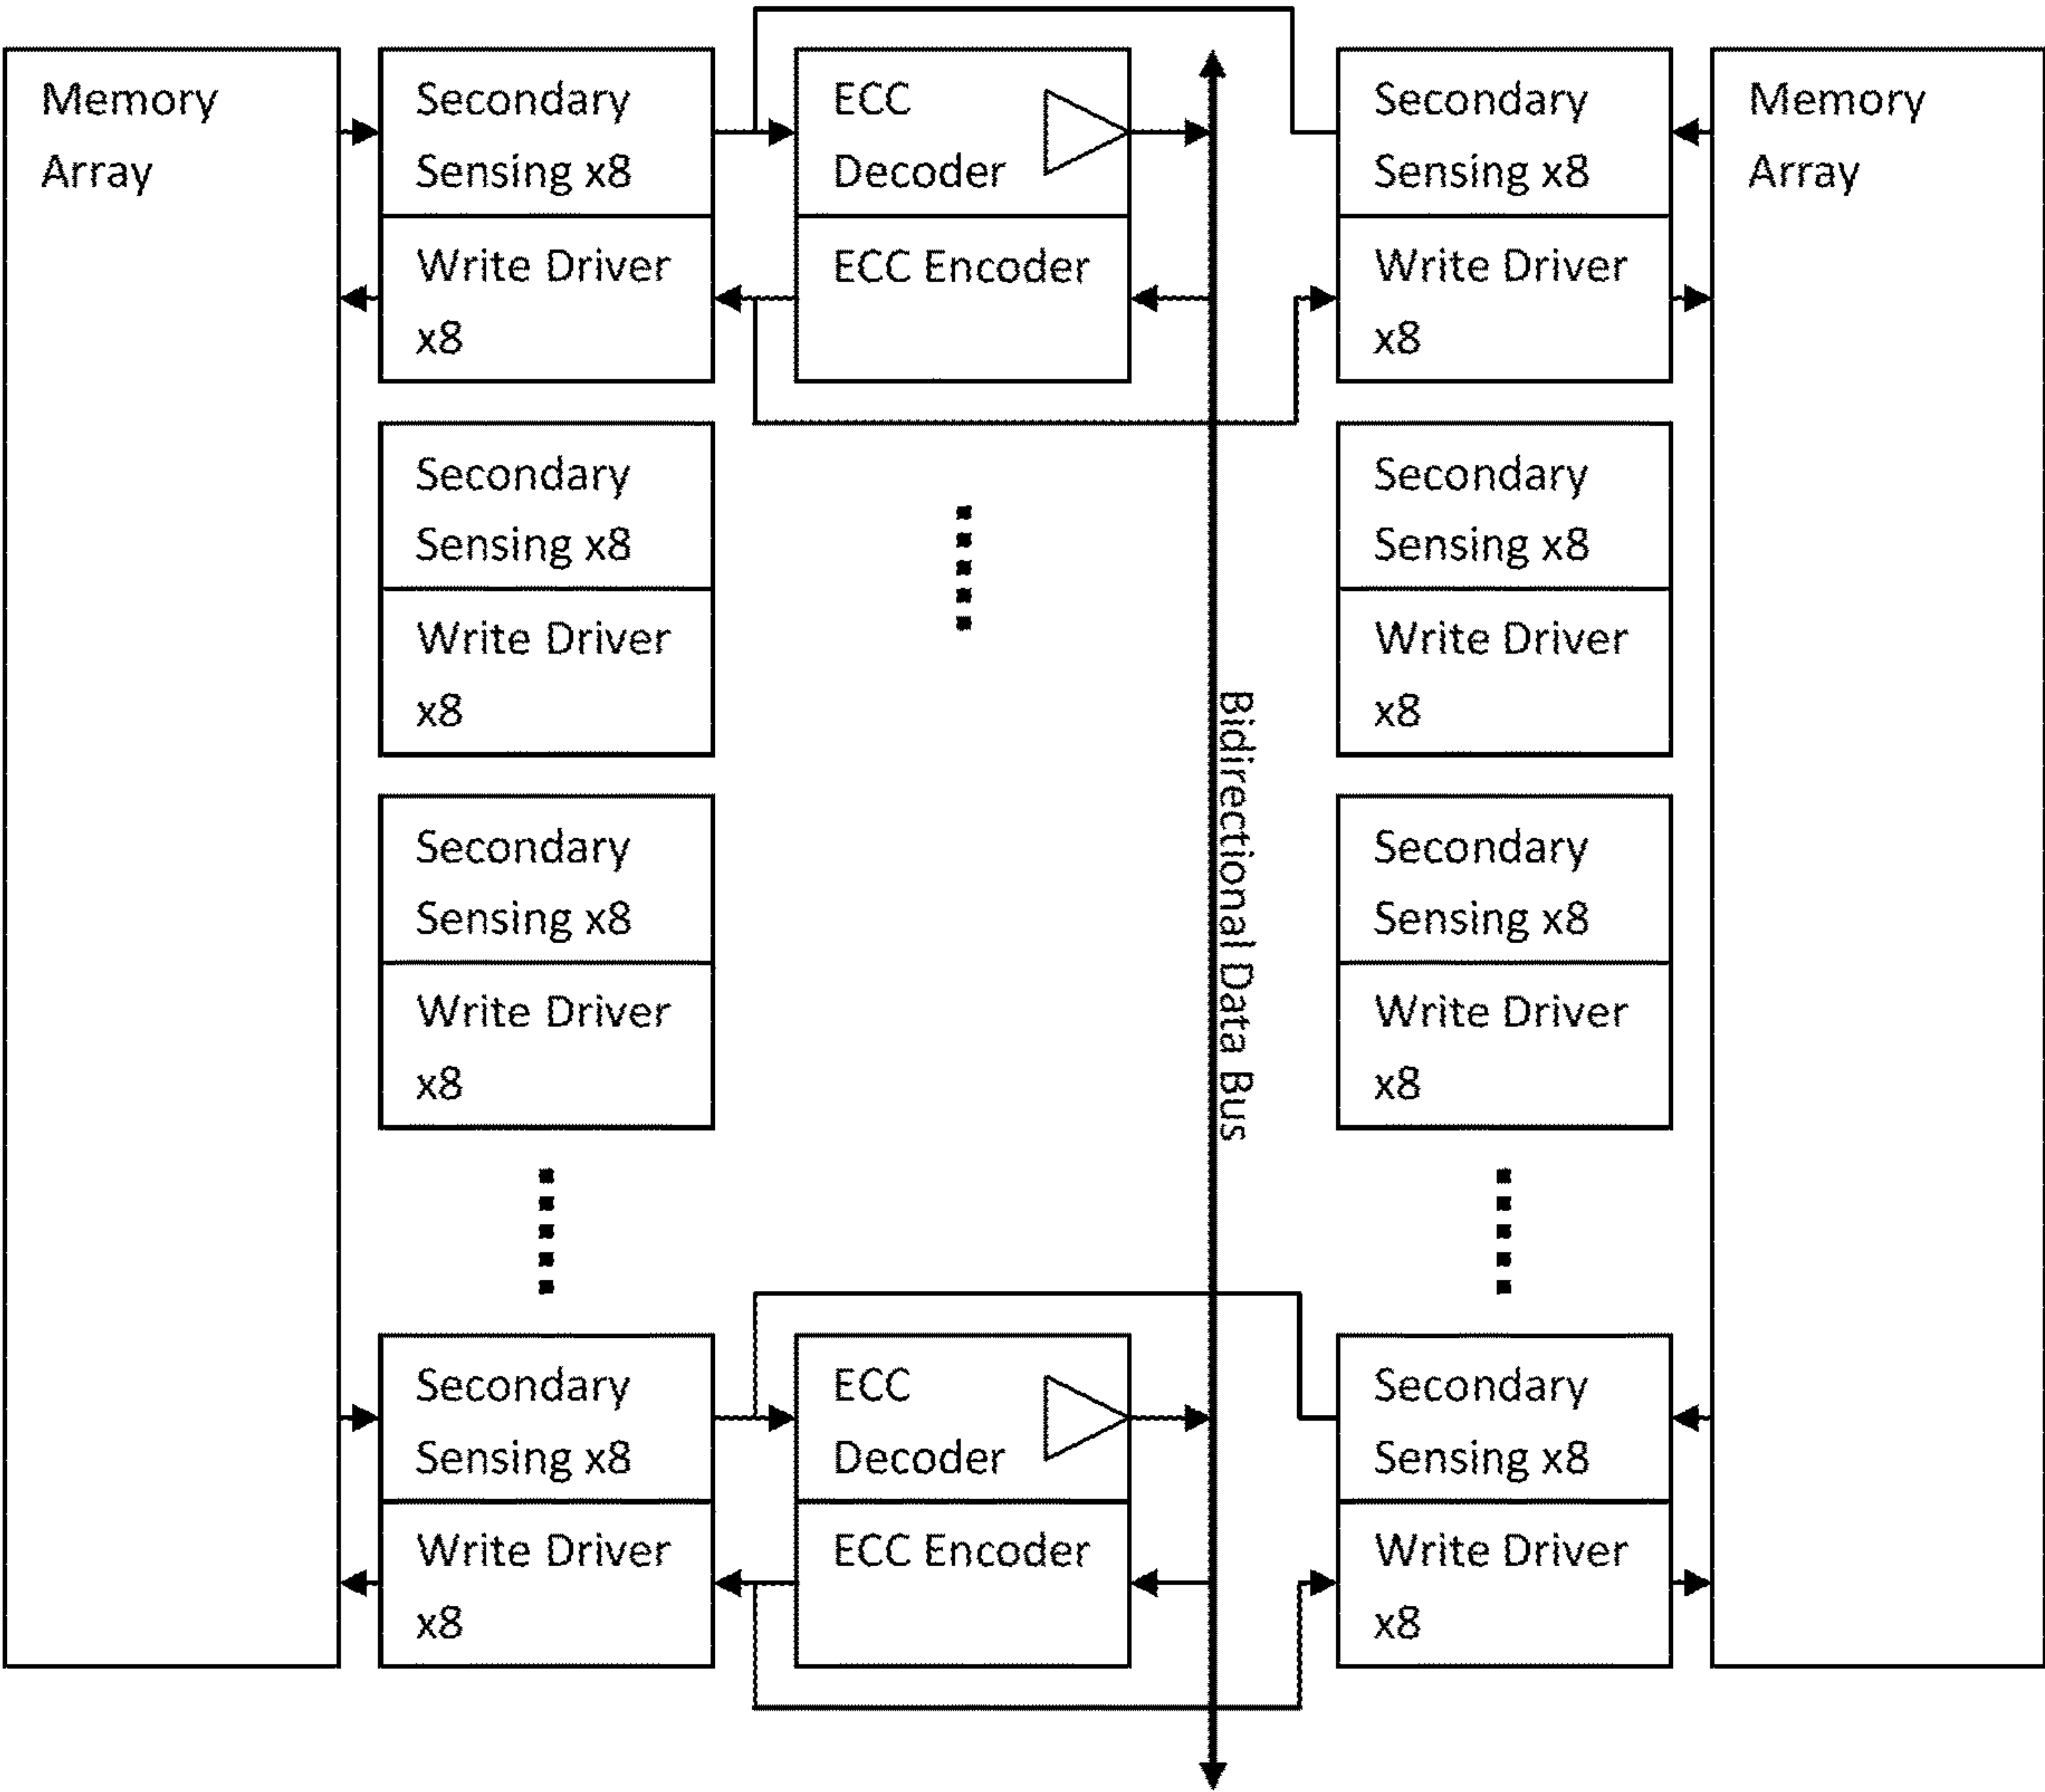 Memory
Array
Secondary
Sensing x8
Write Driver
x8
ECC
Decoder
ECC Encoder
Secondary
Sensing x8
Write Driver
x8
Memory
Array
Secondary
Sensing x8
Write Driver
x8
Secondary
Sensing x8
Write Driver
x8
Secondary
Sensing x8
Write Driver
x8
Bidirectional Data Bus
Secondary
Sensing x8
Write Driver
x8
Secondary
Sensing x8
Write Driver
x8
ECC
Decoder
ECC Encoder
Secondary
Sensing x8
Write Driver
x8